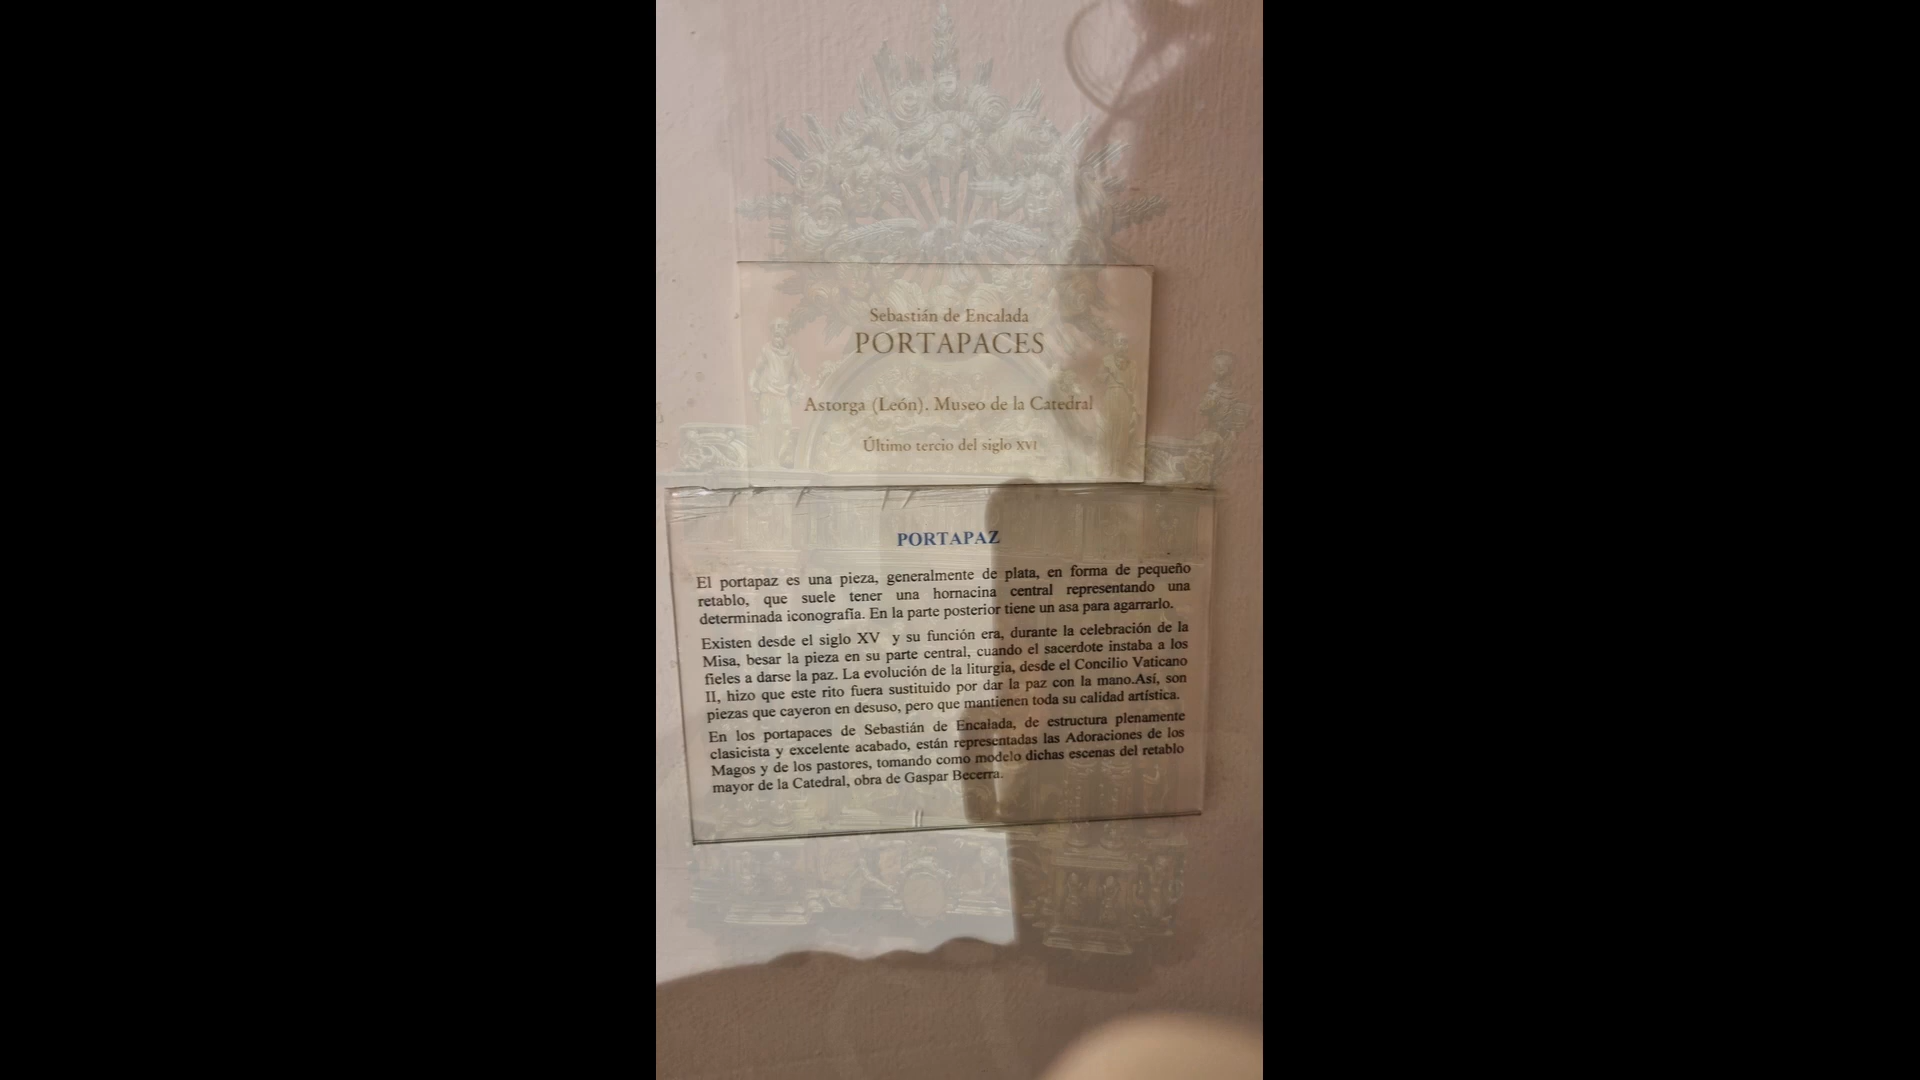 Sebastián de Encalada
PORTAPACES
Astorga (León). Museo de la Catedral
Último tercio del siglo XVI
PORTAPAZ
El portapaz es una pieza, generalmente de plata, en forma de pequeño
retablo, que suele tener una hornacina central representando una
determinada iconografía. En la parte posterior tiene un asa para agarrarlo.
Existen desde el siglo XV y su función era, durante la celebración de la
Misa, besar la pieza en su parte central, cuando el sacerdote instaba a los
fieles a darse la paz. La evolución de la liturgia, desde el Concilio Vaticano
II, hizo que este rito fuera sustituido por dar la paz con la mano.Así, son
piezas que cayeron en desuso, pero que mantienen toda su calidad artística.
En los portapaces de Sebastián de Encalada, de estructura plenamente
clasicista y excelente acabado, están representadas las Adoraciones de los
Magos y de los pastores, tomando como modelo dichas escenas del retablo
mayor de la Catedral, obra de Gaspar Becerra.